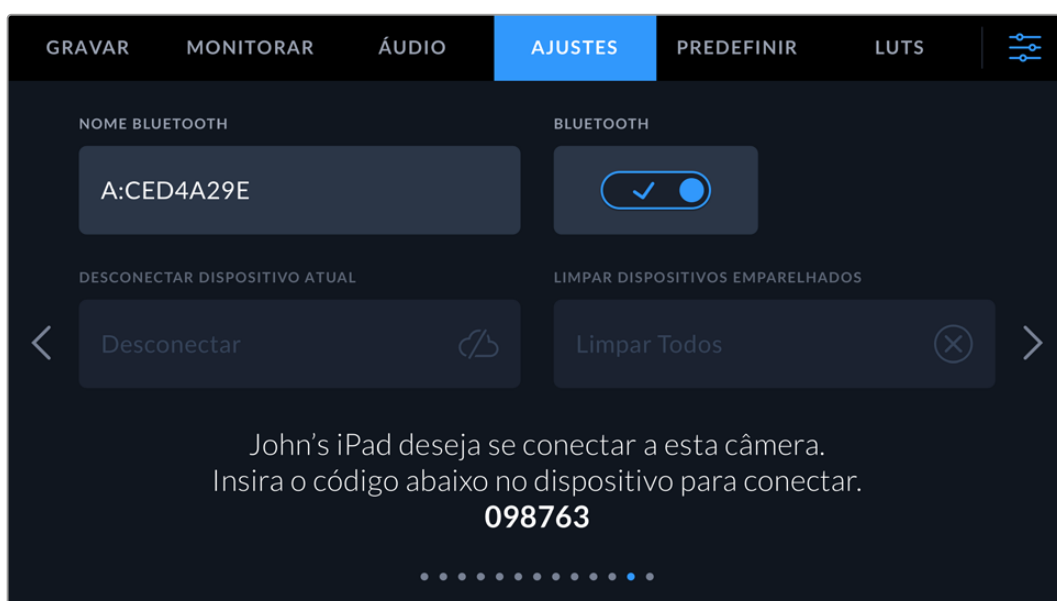 GRAVAR MONITORAR ÁUDIO AJUSTES PREDEFINIR LUTS
NOME BLUETOOTH BLUETOOTH
A:CED4A29E
DESCONECTAR DISPOSITIVO ATUAL LIMPAR DISPOSITIVOS EMPARELHADOS
Desconectar Limpar Todos
John’s iPad deseja se conectar a esta câmera.
Insira o código abaixo no dispositivo para conectar.
098763